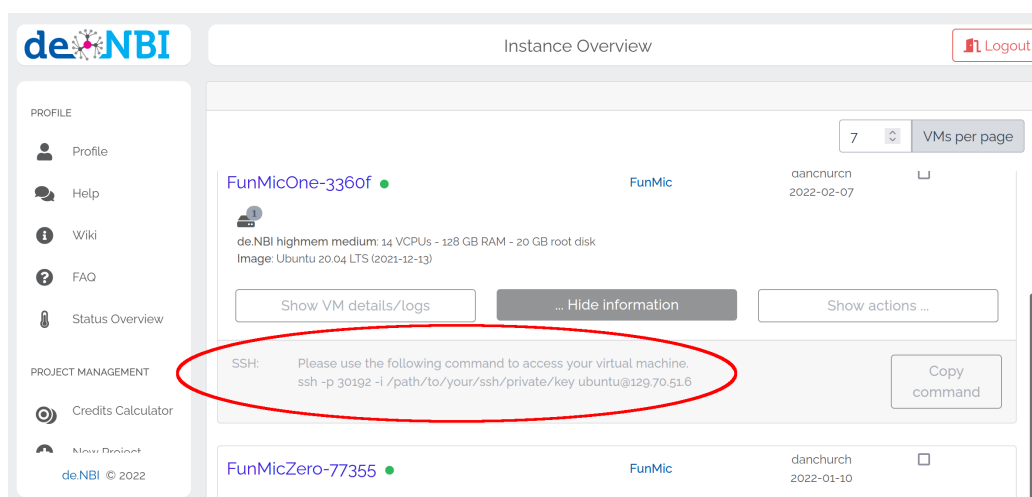 de NBI
Instance Overview
Logout
PROFILE
Profile
Help
Wiki
FAQ
Status Overview
PROJECT MANAGEMENT
Credits Calculator
New Project
de.NBI © 2022
7
VMs per page
FunMicOne-3360f
FunMic
danchurch
2022-02-07
1
de.NBI highmem medium: 14 VCPUs - 128 GB RAM - 20 GB root disk
Image: Ubuntu 20.04 LTS (2021-12-13)
Show VM details/logs
... Hide information
Show actions ...
SSH:
Please use the following command to access your virtual machine.
ssh -p 30192 -i /path/to/your/ssh/private/key ubuntu@129.70.51.6
Copy
command
FunMicZero-77355
FunMic
danchurch
2022-01-10